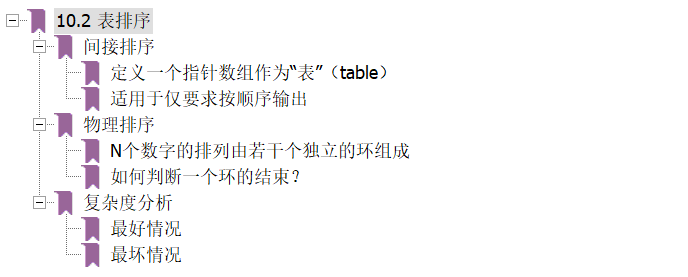 10.2 表排序
间接排序
定义一个指针数组作为“表”（table）
适用于仅要求按顺序输出
物理排序
N个数字的排列由若干个独立的环组成
如何判断一个环的结束？
复杂度分析
最好情况
最坏情况